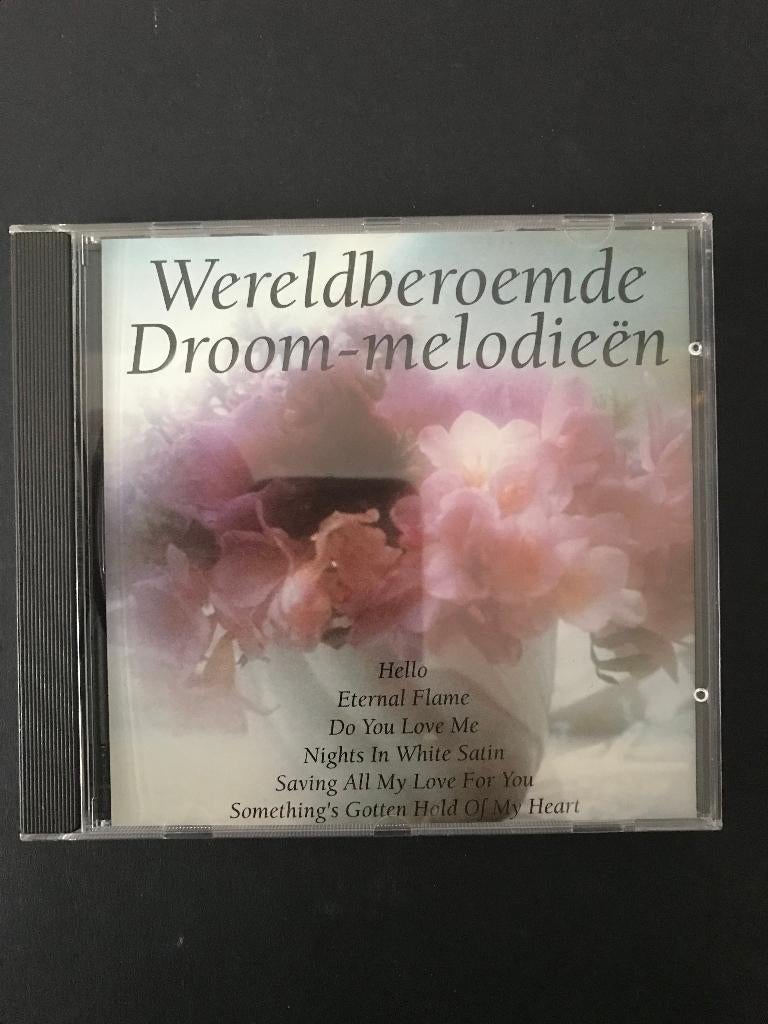 Wereldberoemde
Droom-melodieën
Hello
Eternal Flame
Do You Love Me
Nights In White Satin
Saving All My Love For You
Something's Gotten Hold Of My Heart